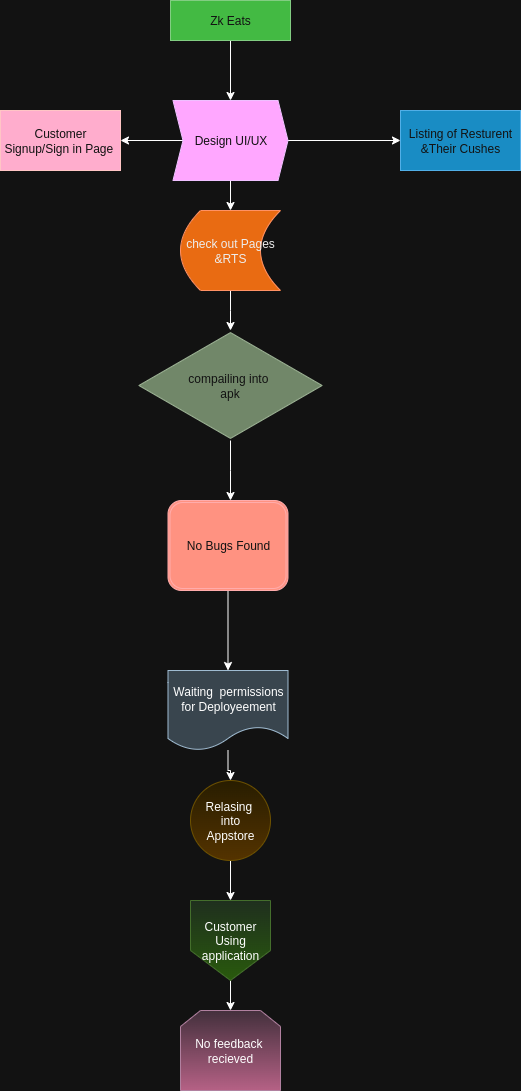 Zk Eats
Customer
Signup/Sign in Page
Design UI/UX
Listing of Resturent
&Their Cushes
check out Pages
&RTS
compailing into
apk
No Bugs Found
Waiting  permissions
for Deployeement
Relasing
into
Appstore
Customer
Using
application
No feedback
recieved